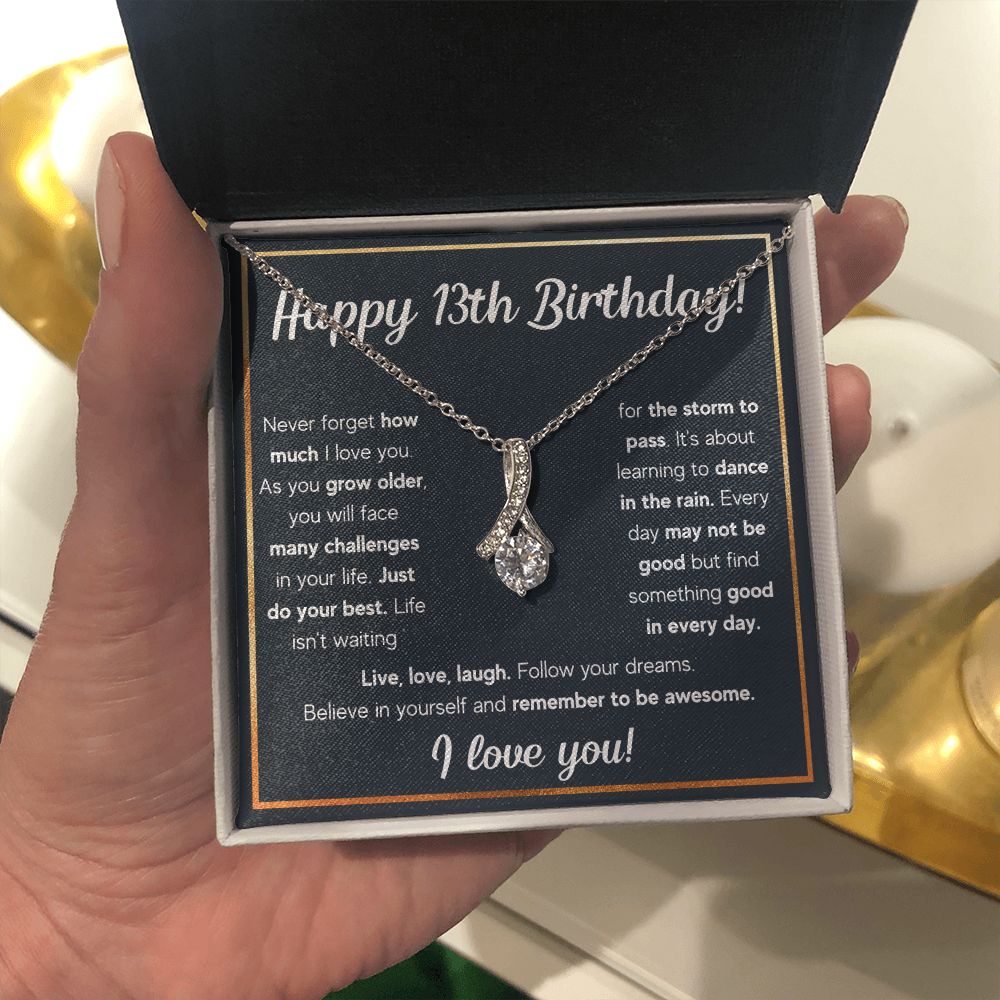 Happy 13th Birthday!
Never forget how
much I love you.
As you grow older,
you will face
many challenges
in your life. Just
do your best. Life
isn't waiting
for the storm to
pass. It's about
learning to dance
in the rain. Every
day may not be
good but find
something good
in every day.
Live, love, laugh. Follow your dreams.
Believe in yourself and remember to be awesome.
I love you!